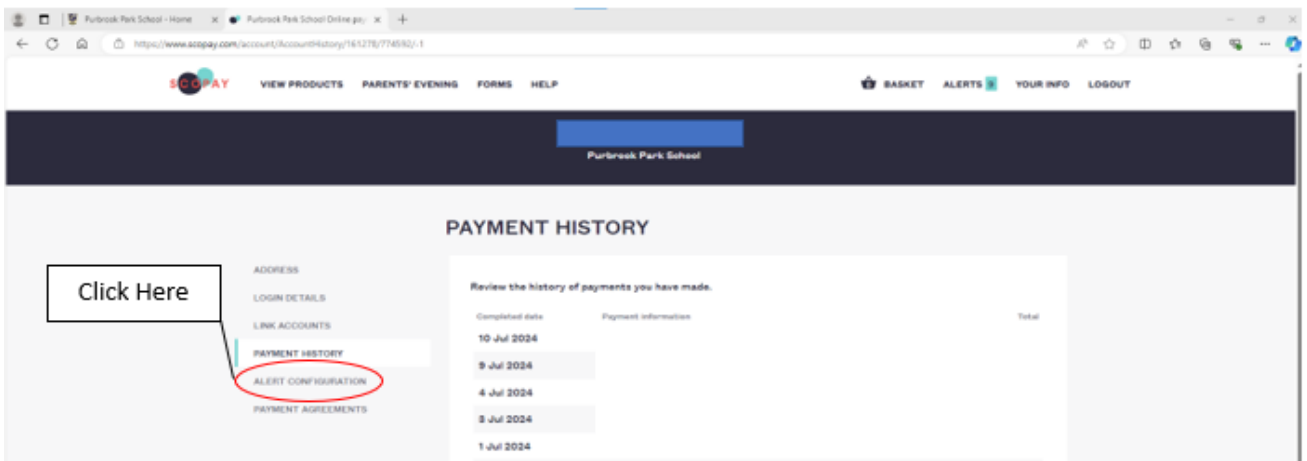 Purbrook Park School - Home
Purbrook Park School Online pay
https://www.scopay.com/account/AccountHistory/161278/774592/-1
SCOPAY VIEW PRODUCTS PARENTS' EVENING FORMS HELP BASKET ALERTS 9 YOUR INFO LOGOUT
Purbrook Park School
PAYMENT HISTORY
Click Here
ADDRESS
LOGIN DETAILS
LINK ACCOUNTS
PAYMENT HISTORY
ALERT CONFIGURATION
PAYMENT AGREEMENTS
Review the history of payments you have made.
Completed date Payment information Total
10 Jul 2024
9 Jul 2024
4 Jul 2024
3 Jul 2024
1 Jul 2024